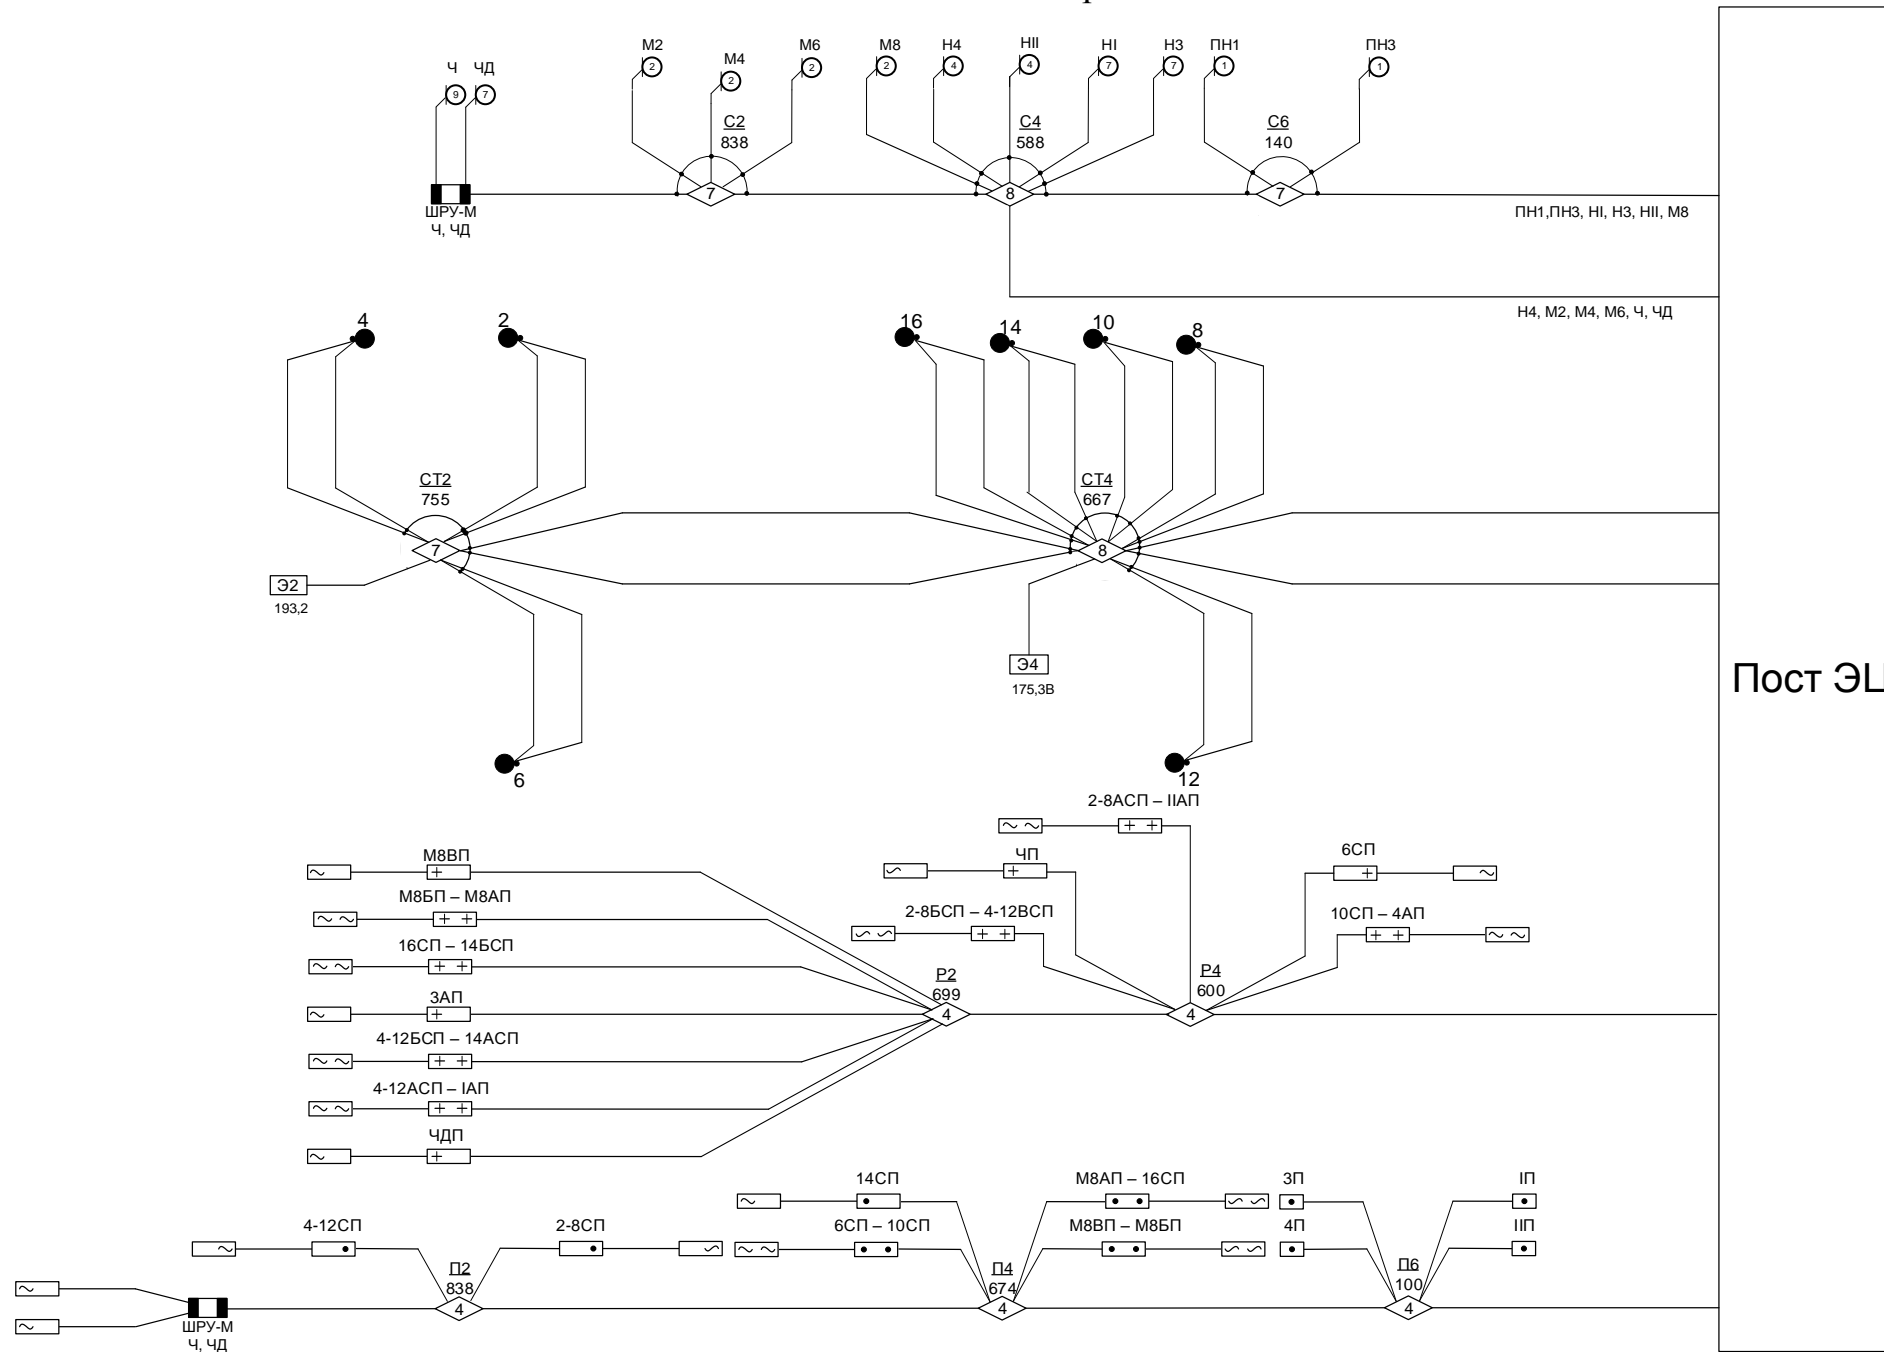 Ч ЧД
9 7
М2 М4 М6
2 2 2
С2
838
7
М8 Н4 НII НI Н3
2 4 4 7 7
С4
588
8
ПН1 ПН3
1 1
С6
140
7
ШРУ-М
Ч, ЧД
ПН1,ПН3, НI, Н3, НII, М8
Н4, М2, М4, М6, Ч, ЧД
4 2
СТ2
755
7
Э2
193,2
6
16 14 10 8
СТ4
667
8
Э4
175,3В
12
Пост ЭЦ
М8ВП
М8БП – М8АП
16СП – 14БСП
3АП
4-12БСП – 14АСП
4-12АСП – IАП
ЧДП
Р2
699
4
2-8АСП – IIАП
ЧП
2-8БСП – 4-12ВСП
6СП
10СП – 4АП
Р4
600
4
4-12СП
2-8СП
П2
838
4
14СП
6СП – 10СП
М8АП – 16СП
М8ВП – М8БП
П4
674
4
3П
4П
IП
IIП
П6
100
4
ШРУ-М
Ч, ЧД